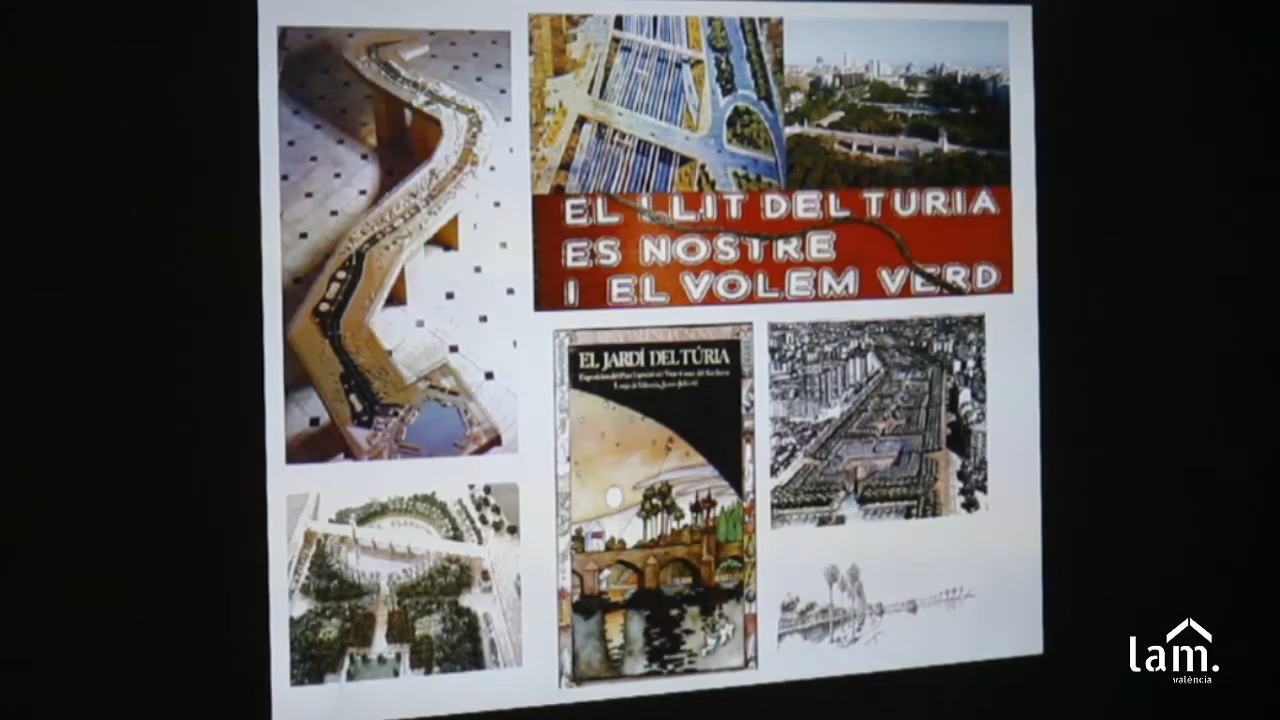 EL LLIT DEL TURIA
ES NOSTRE
I EL VOLEM VERD
EL JARDÍ DEL TÚRIA
lam.
valència